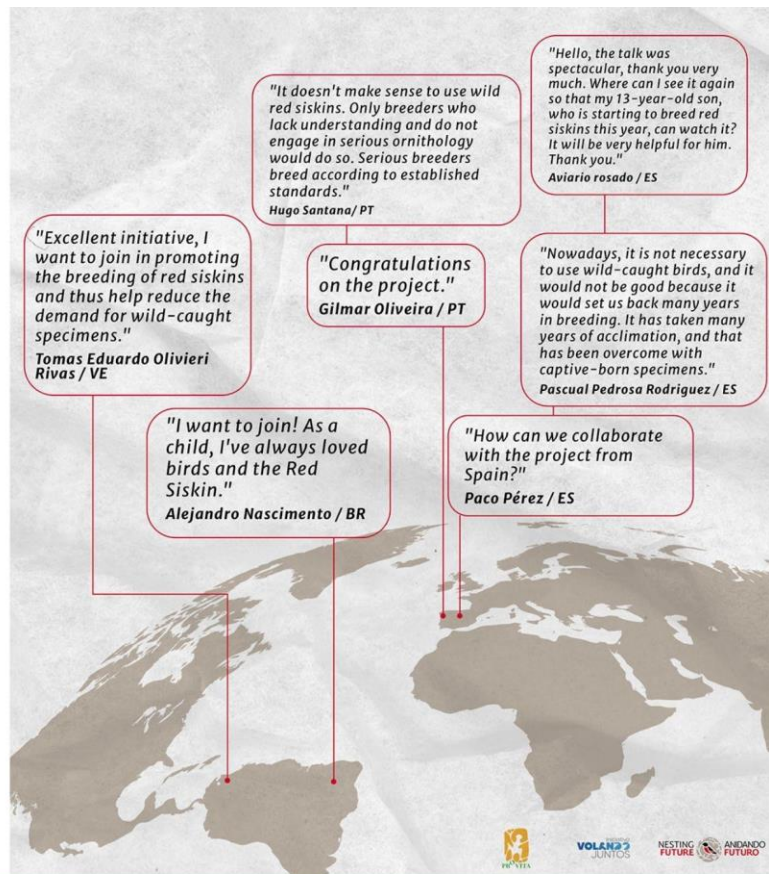 "Hello, the talk was
spectacular, thank you very
much. Where can I see it again
so that my 13-year-old son,
who is starting to breed red
siskins this year, can watch it?
It will be very helpful for him.
Thank you."
Aviario rosado / ES
"It doesn't make sense to use wild
red siskins. Only breeders who
lack understanding and do not
engage in serious ornithology
would do so. Serious breeders
breed according to established
standards."
Hugo Santana/ PT
"Excellent initiative, I
want to join in promoting
the breeding of red siskins
and thus help reduce the
demand for wild-caught
specimens."
Tomas Eduardo Olivieri
Rivas / VE
"Congratulations
on the project."
Gilmar Oliveira / PT
"Nowadays, it is not necessary
to use wild-caught birds, and it
would not be good because it
would set us back many years
in breeding. It has taken many
years of acclimation, and that
has been overcome with
captive-born specimens."
Pascual Pedrosa Rodriguez / ES
"I want to join! As a
child, I've always loved
birds and the Red
Siskin."
Alejandro Nascimento / BR
"How can we collaborate
with the project from
Spain?"
Paco Pérez / ES
PROVITA
VOLANDO
JUNTOS
NESTING
FUTURE
ANIDANDO
FUTURO